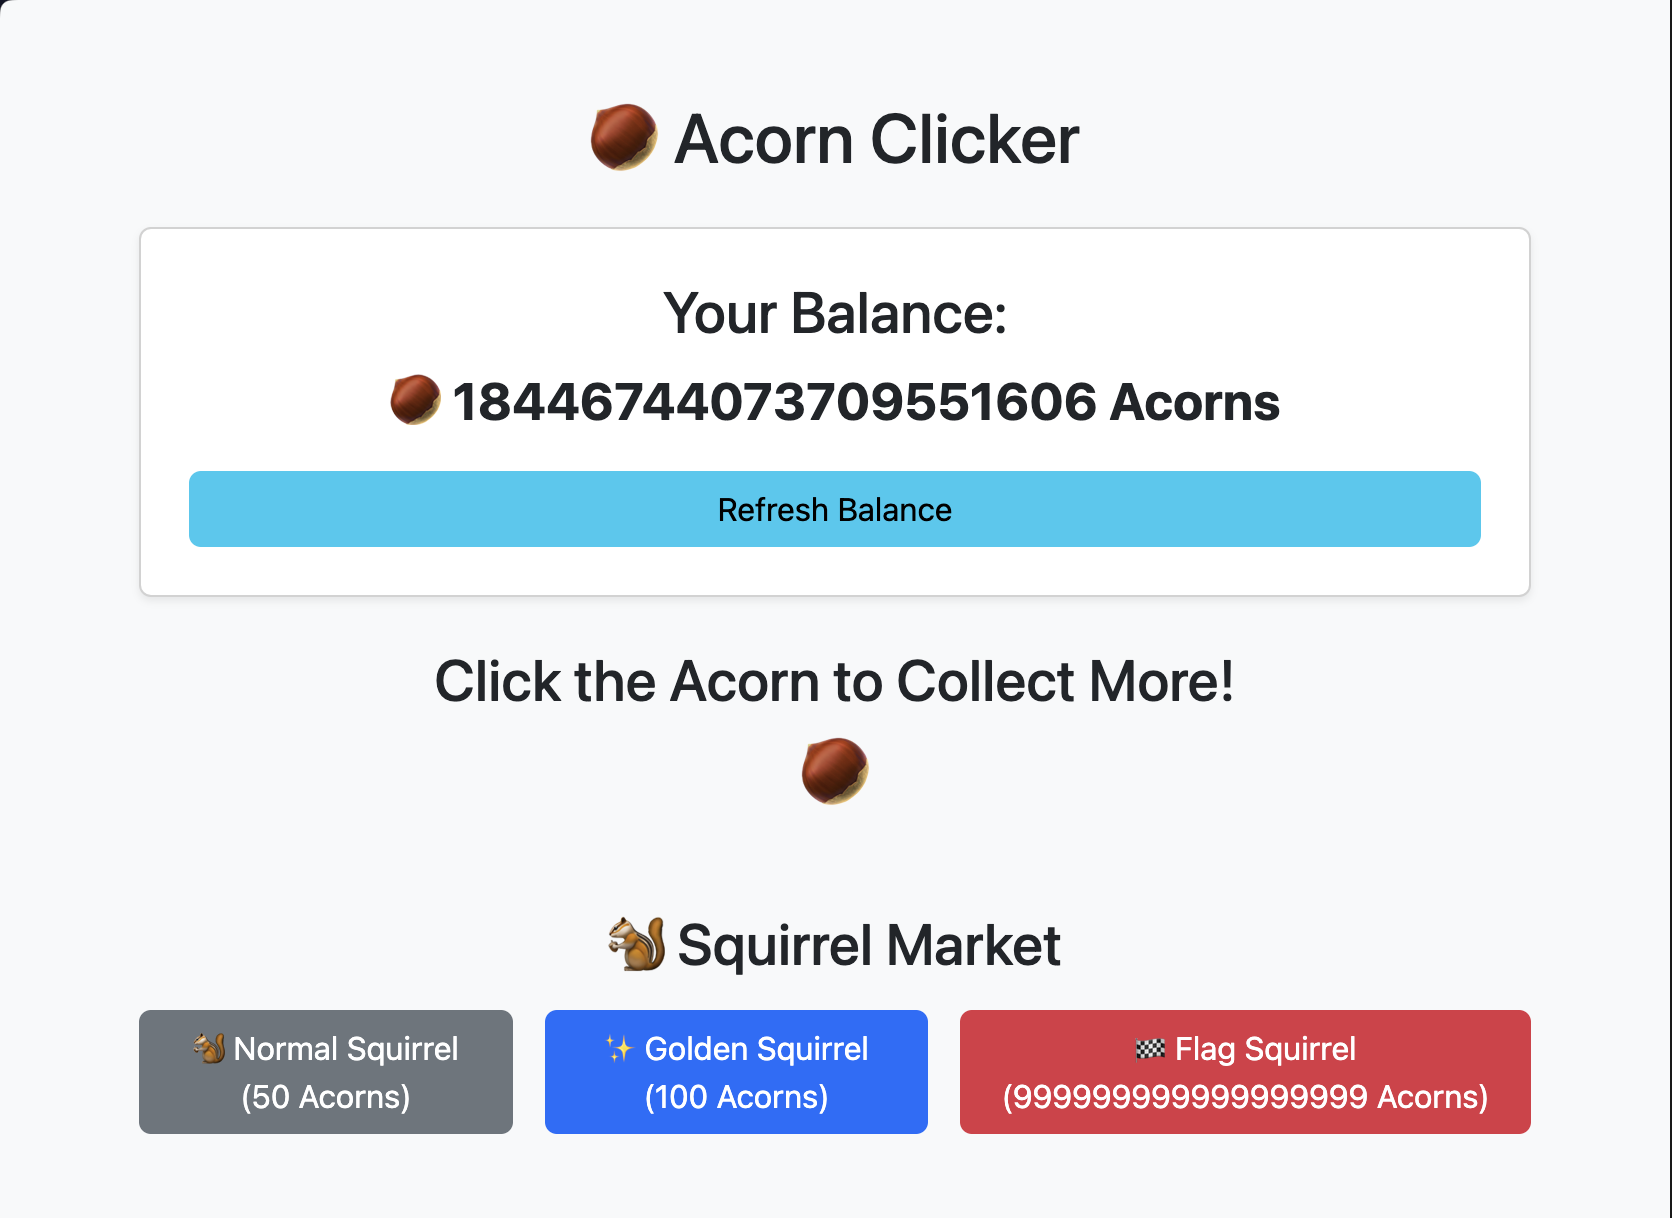 Acorn Clicker
Your Balance:
18446744073709551606 Acorns
Refresh Balance
Click the Acorn to Collect More!
Squirrel Market
Normal Squirrel
(50 Acorns)
Golden Squirrel
(100 Acorns)
Flag Squirrel
(999999999999999999 Acorns)